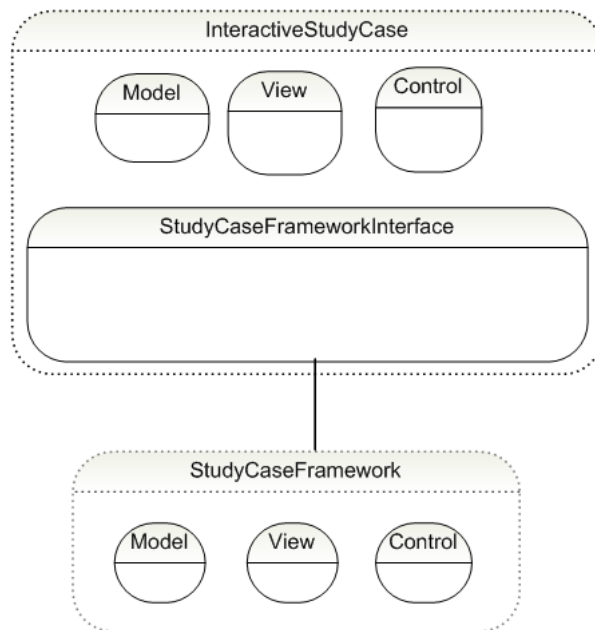 InteractiveStudyCase
Model View Control
StudyCaseFrameworkInterface
StudyCaseFramework
Model View Control